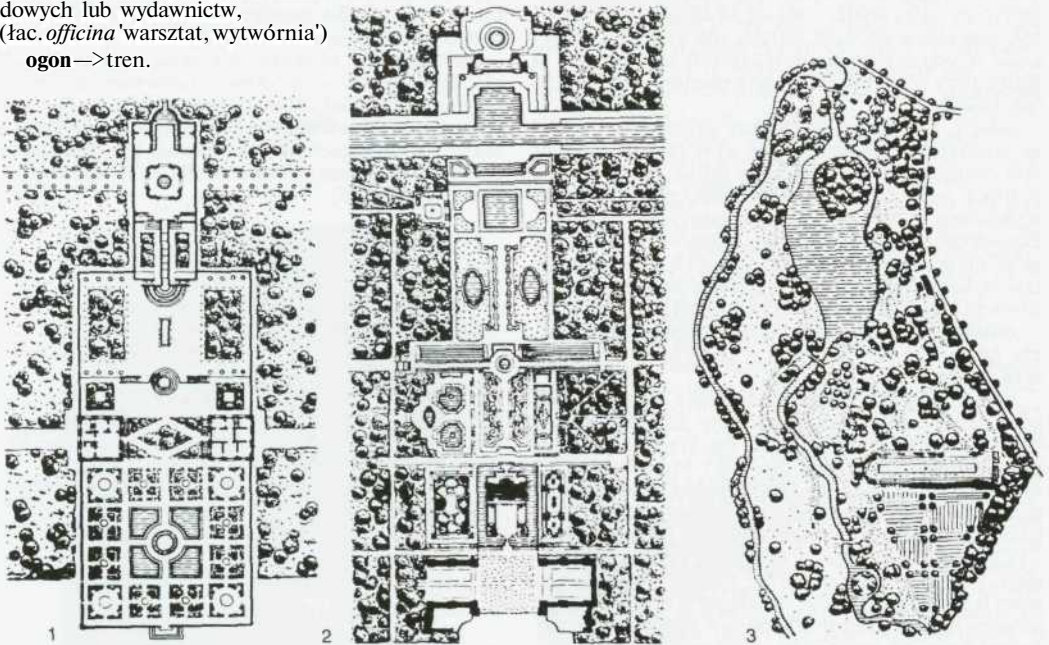 dowych lub wydawnictw,
(łac. officina 'warsztat, wytwórnia')
ogon—>tren.
1
2
3